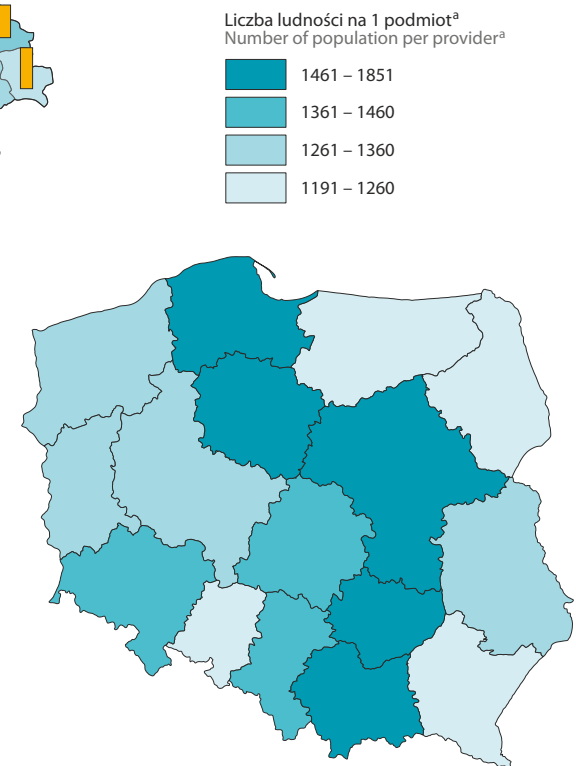 Liczba ludności na 1 podmiotᵃ
Number of population per providerᵃ
1461 – 1851
1361 – 1460
1261 – 1360
1191 – 1260